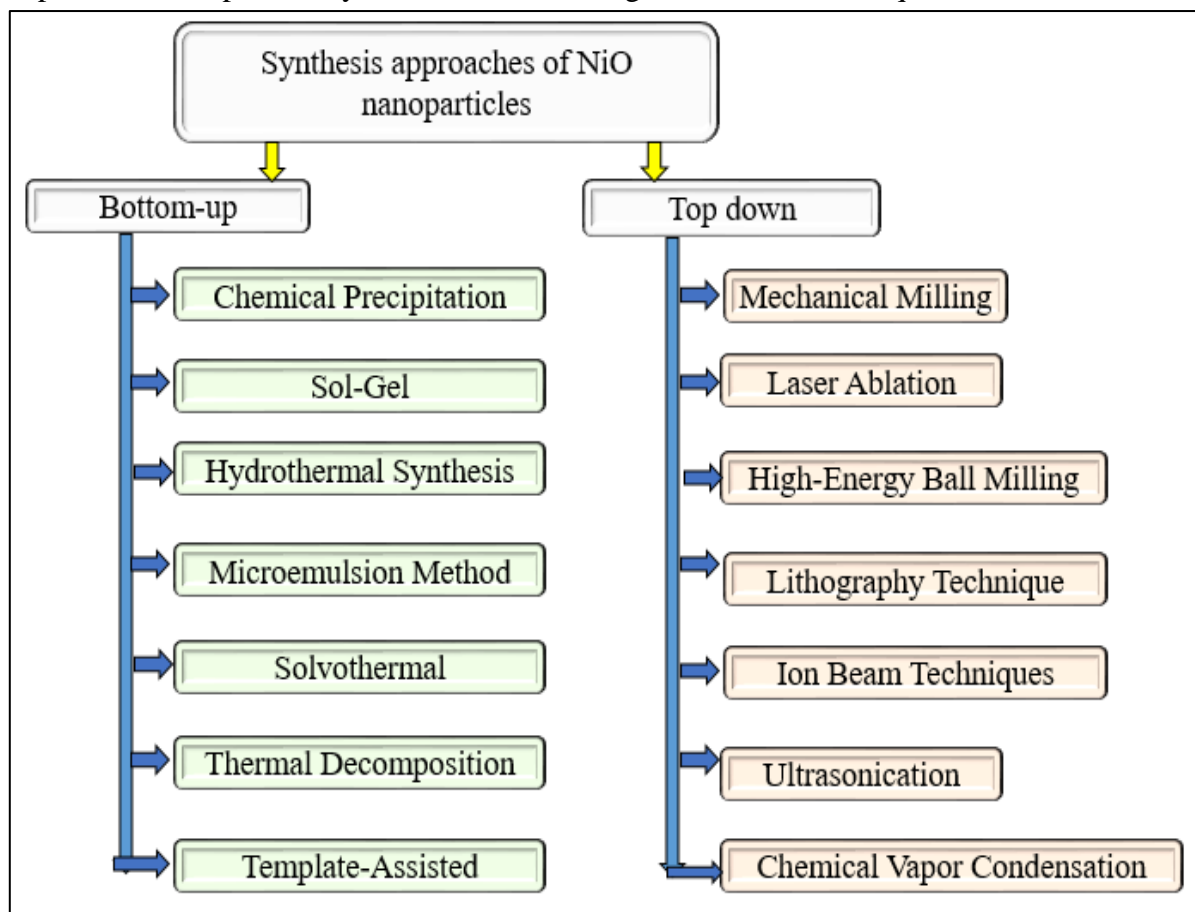 Synthesis approaches of NiO
nanoparticles
Bottom-up
Chemical Precipitation
Sol-Gel
Hydrothermal Synthesis
Microemulsion Method
Solvothermal
Thermal Decomposition
Template-Assisted
Top down
Mechanical Milling
Laser Ablation
High-Energy Ball Milling
Lithography Technique
Ion Beam Techniques
Ultrasonication
Chemical Vapor Condensation